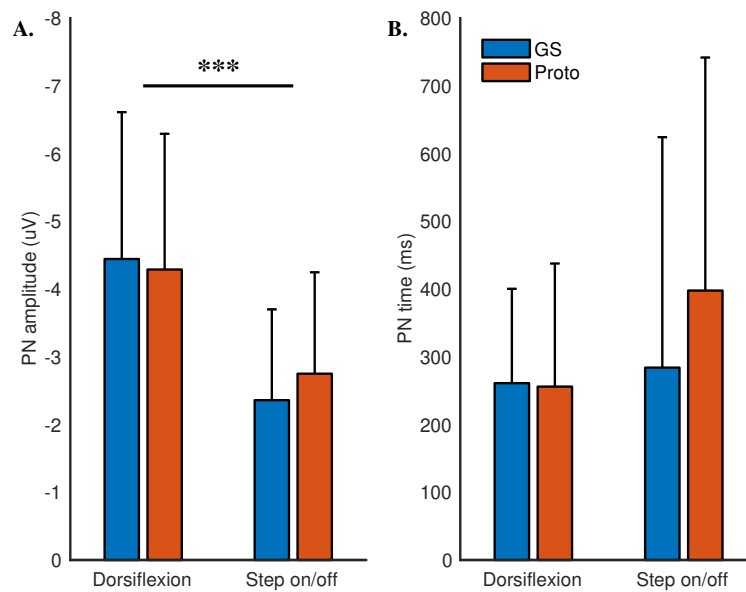 A.
-8
-7
-6
-5
-4
-3
-2
-1
0
PN amplitude (uV)
***
Dorsiflexion Step on/off
B.
800
700
600
500
400
300
200
100
0
PN time (ms)
GS
Proto
Dorsiflexion Step on/off